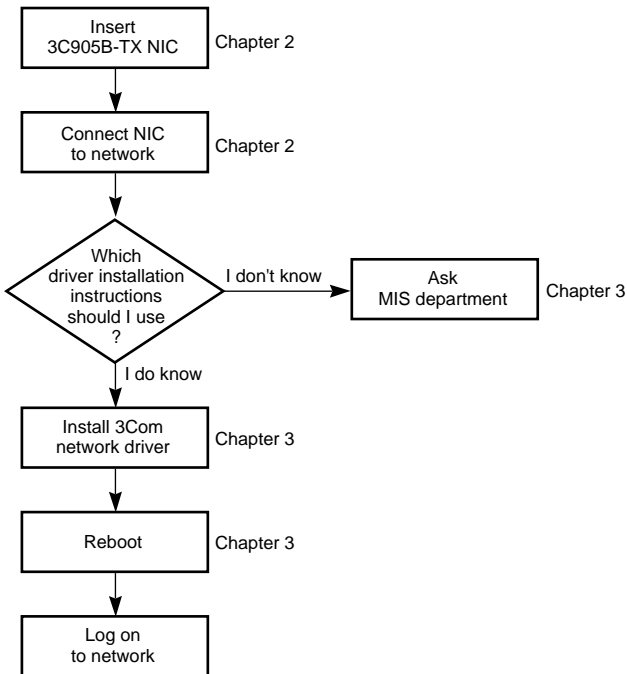 Insert
3C905B-TX NIC
Chapter 2
Connect NIC
to network
Chapter 2
Which
driver installation
instructions
should I use
?
I don't know
Ask
MIS department
Chapter 3
I do know
Install 3Com
network driver
Chapter 3
Reboot
Chapter 3
Log on
to network